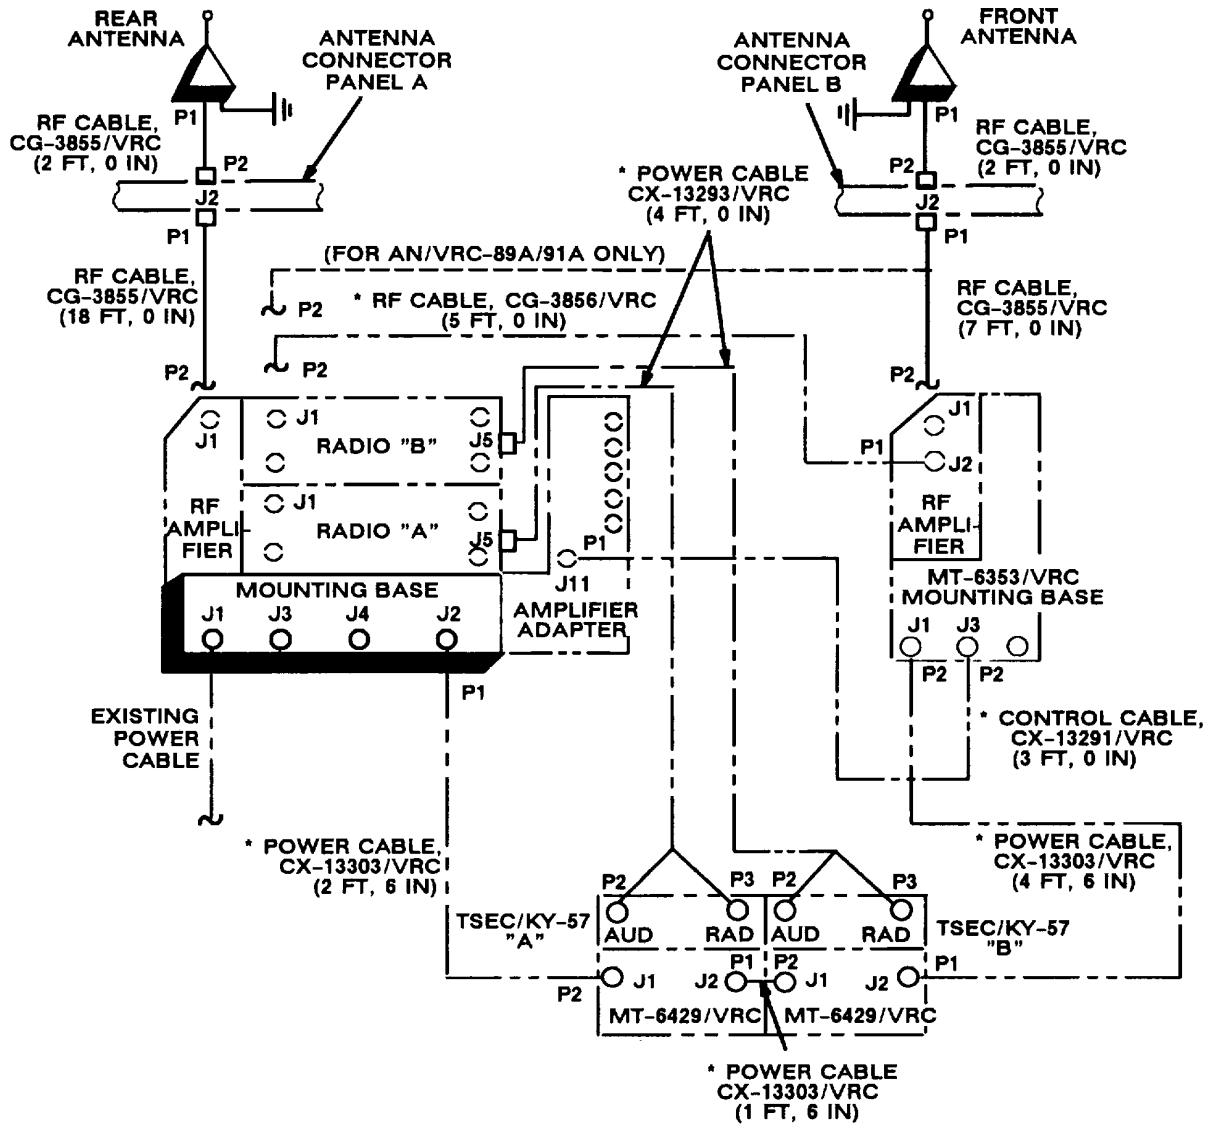 REAR
ANTENNA
ANTENNA
CONNECTOR
PANEL A
ANTENNA
CONNECTOR
PANEL B
FRONT
ANTENNA
P1
P1
RF CABLE,
CG-3855/VRC
(2 FT, 0 IN)
P2
J2
P1
* POWER CABLE
CX-13293/VRC
(4 FT, 0 IN)
RF CABLE,
CG-3855/VRC
(2 FT, 0 IN)
P2
J2
P1
(FOR AN/VRC-89A/91A ONLY)
RF CABLE,
CG-3855/VRC
(18 FT, 0 IN)
P2
* RF CABLE, CG-3856/VRC
(5 FT, 0 IN)
RF CABLE,
CG-3855/VRC
(7 FT, 0 IN)
P2
P2
P2
J1
J1
RADIO "B"
J5
J1
P1
J2
RF
AMPLI-
FIER
J1
RADIO "A"
J5
P1
J11
RF
AMPLI-
FIER
MOUNTING BASE
J1
J3
J4
J2
AMPLIFIER
ADAPTER
MT-6353/VRC
MOUNTING BASE
J1
J3
P2
P2
P1
EXISTING
POWER
CABLE
* CONTROL CABLE,
CX-13291/VRC
(3 FT, 0 IN)
* POWER CABLE,
CX-13303/VRC
(2 FT, 6 IN)
* POWER CABLE,
CX-13303/VRC
(4 FT, 6 IN)
P2
P3
P2
P3
TSEC/KY-57
"A"
AUD
RAD
AUD
RAD
TSEC/KY-57
"B"
P2
J1
P1
J2
P2
J1
J2
P1
MT-6429/VRC
MT-6429/VRC
* POWER CABLE
CX-13303/VRC
(1 FT, 6 IN)